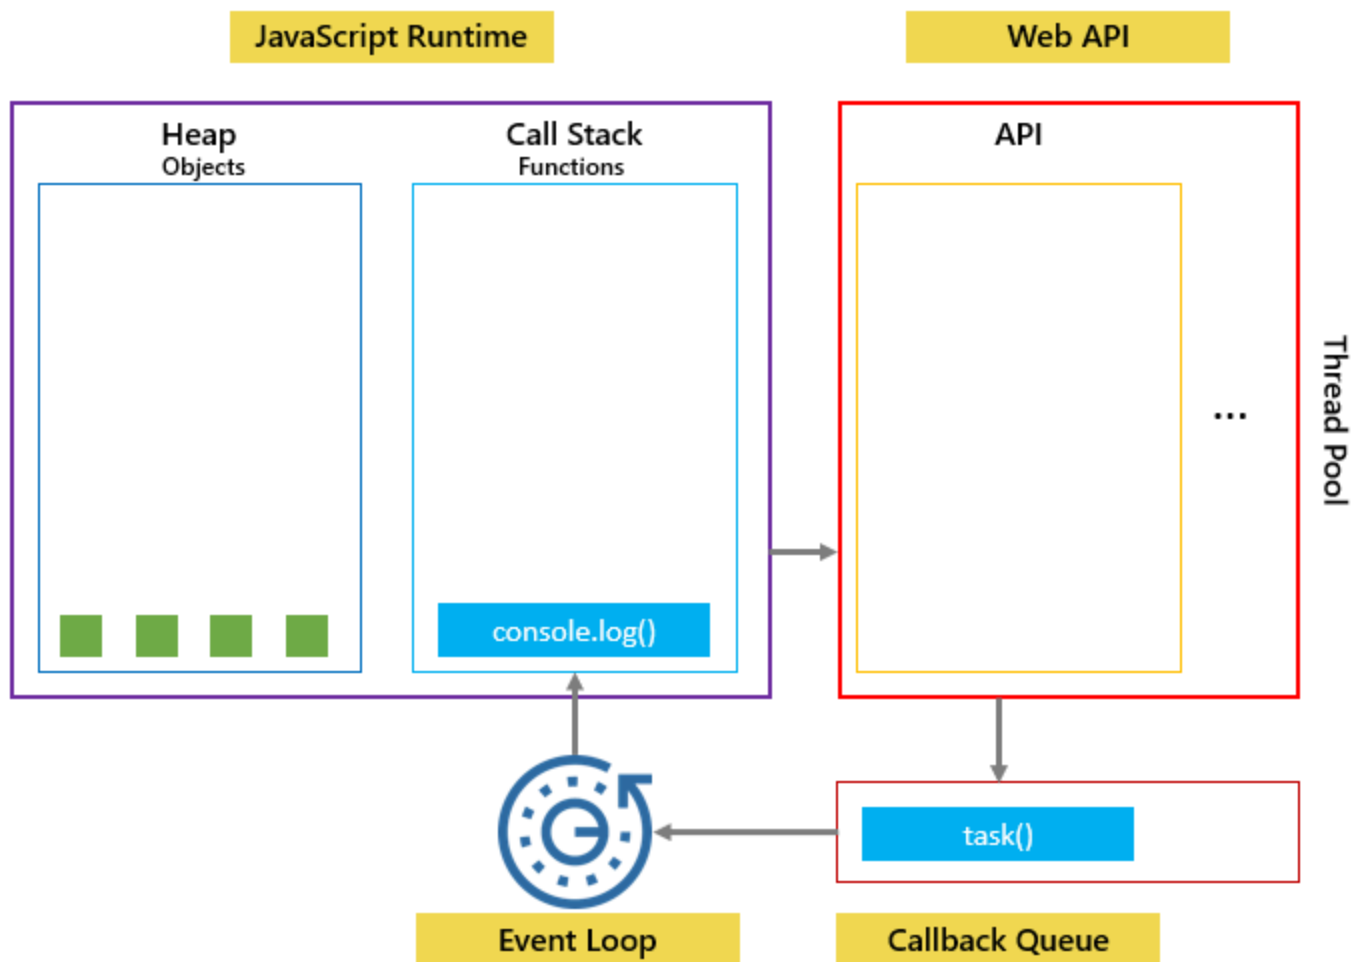 JavaScript Runtime
Web API
Heap
Objects
Call Stack
Functions
API
...
Thread Pool
console.log()
task()
Event Loop
Callback Queue